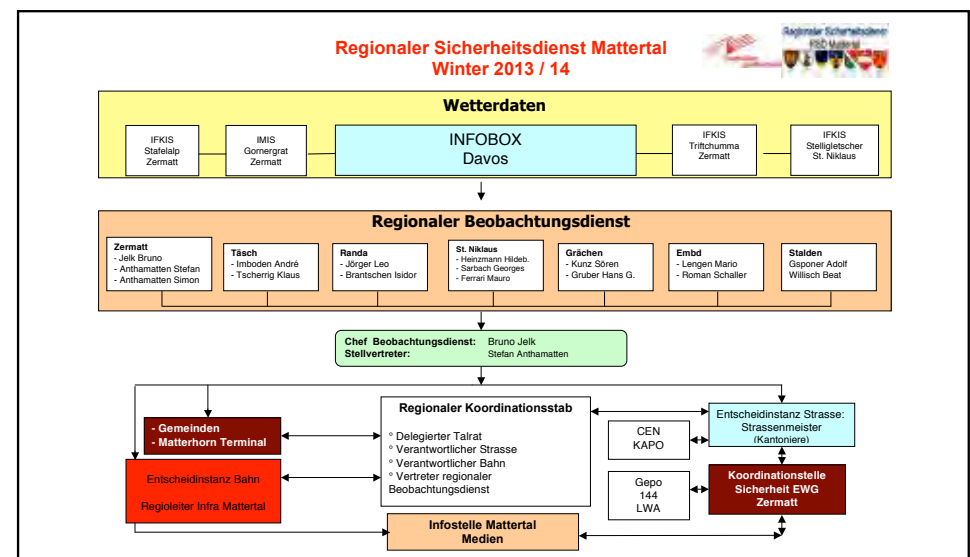 Regionaler Sicherheitsdienst Mattertal
Winter 2013 / 14
Regionaler Sicherheitsdienst
RSD Mattertal
Wetterdaten
IFKIS
Stafelalp
Zermatt
IMIS
Gornergrat
Zermatt
INFOBOX
Davos
IFKIS
Triftchumma
Zermatt
IFKIS
Stelligletscher
St. Niklaus
Regionaler Beobachtungsdienst
Zermatt
- Jelk Bruno
- Anthamatten Stefan
- Anthamatten Simon
Täsch
- Imboden André
- Tscherrig Klaus
Randa
- Jörger Leo
- Brantschen Isidor
St. Niklaus
- Heinzmann Hildeb.
- Sarbach Georges
- Ferrari Mauro
Grächen
- Kunz Sören
- Gruber Hans G.
Embd
- Lengen Mario
- Roman Schaller
Stalden
Gsponer Adolf
Willisch Beat
Chef Beobachtungsdienst: Bruno Jelk
Stellvertreter: Stefan Anthamatten
- Gemeinden
- Matterhorn Terminal
Entscheidinstanz Bahn
Regioleiter Infra Mattertal
Regionaler Koordinationsstab
° Delegierter Talrat
° Verantwortlicher Strasse
° Verantwortlicher Bahn
° Vertreter regionaler
Beobachtungsdienst
CEN
KAPO
Gepo
144
LWA
Entscheidinstanz Strasse:
Strassenmeister
(Kantoniere)
Koordinationstelle
Sicherheit EWG
Zermatt
Infostelle Mattertal
Medien